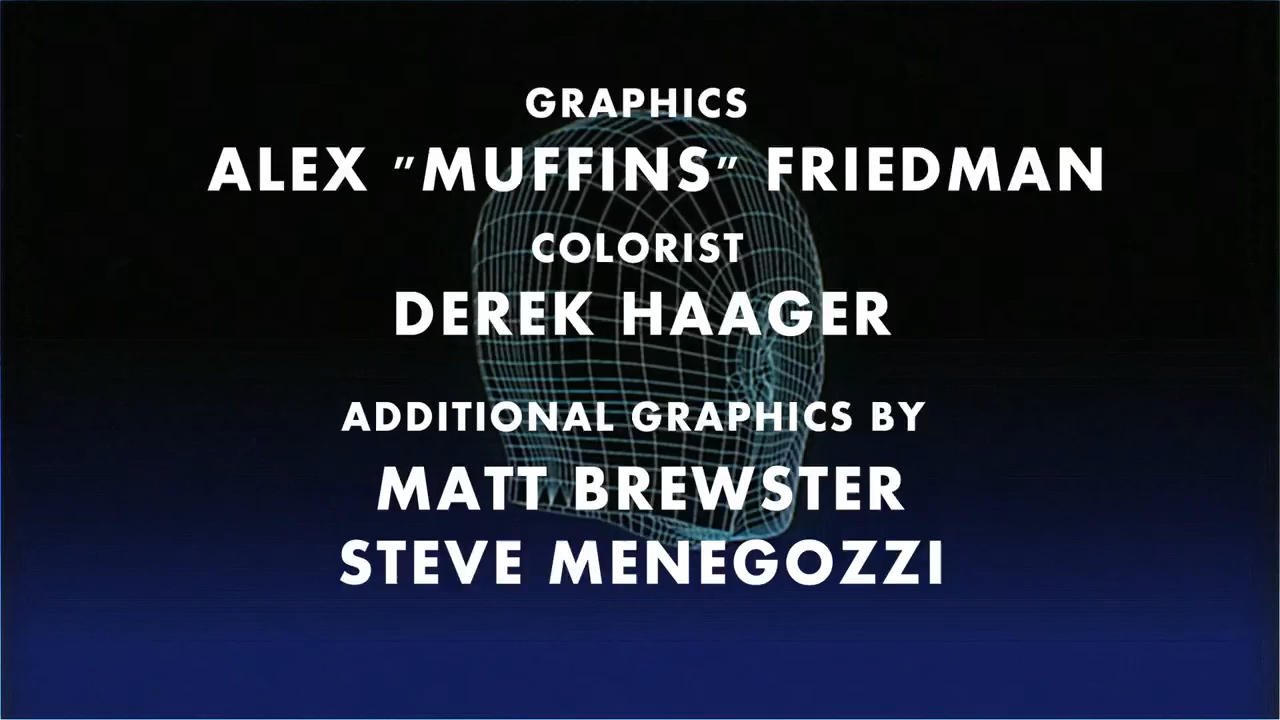 GRAPHICS
ALEX "MUFFINS" FRIEDMAN
COLORIST
DEREK HAAGER
ADDITIONAL GRAPHICS BY
MATT BREWSTER
STEVE MENEGOZZI